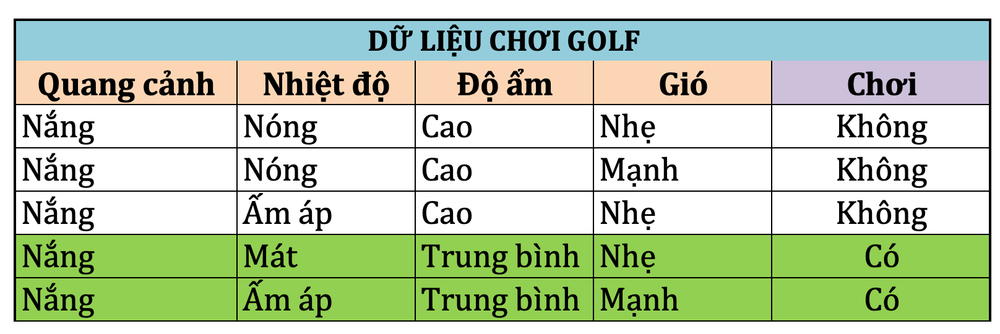 DỮ LIỆU CHƠI GOLF
Quang cảnh Nhiệt độ Độ ẩm Gió Chơi
Nắng Nóng Cao Nhẹ Không
Nắng Nóng Cao Mạnh Không
Nắng Ấm áp Cao Nhẹ Không
Nắng Mát Trung bình Nhẹ Có
Nắng Ấm áp Trung bình Mạnh Có